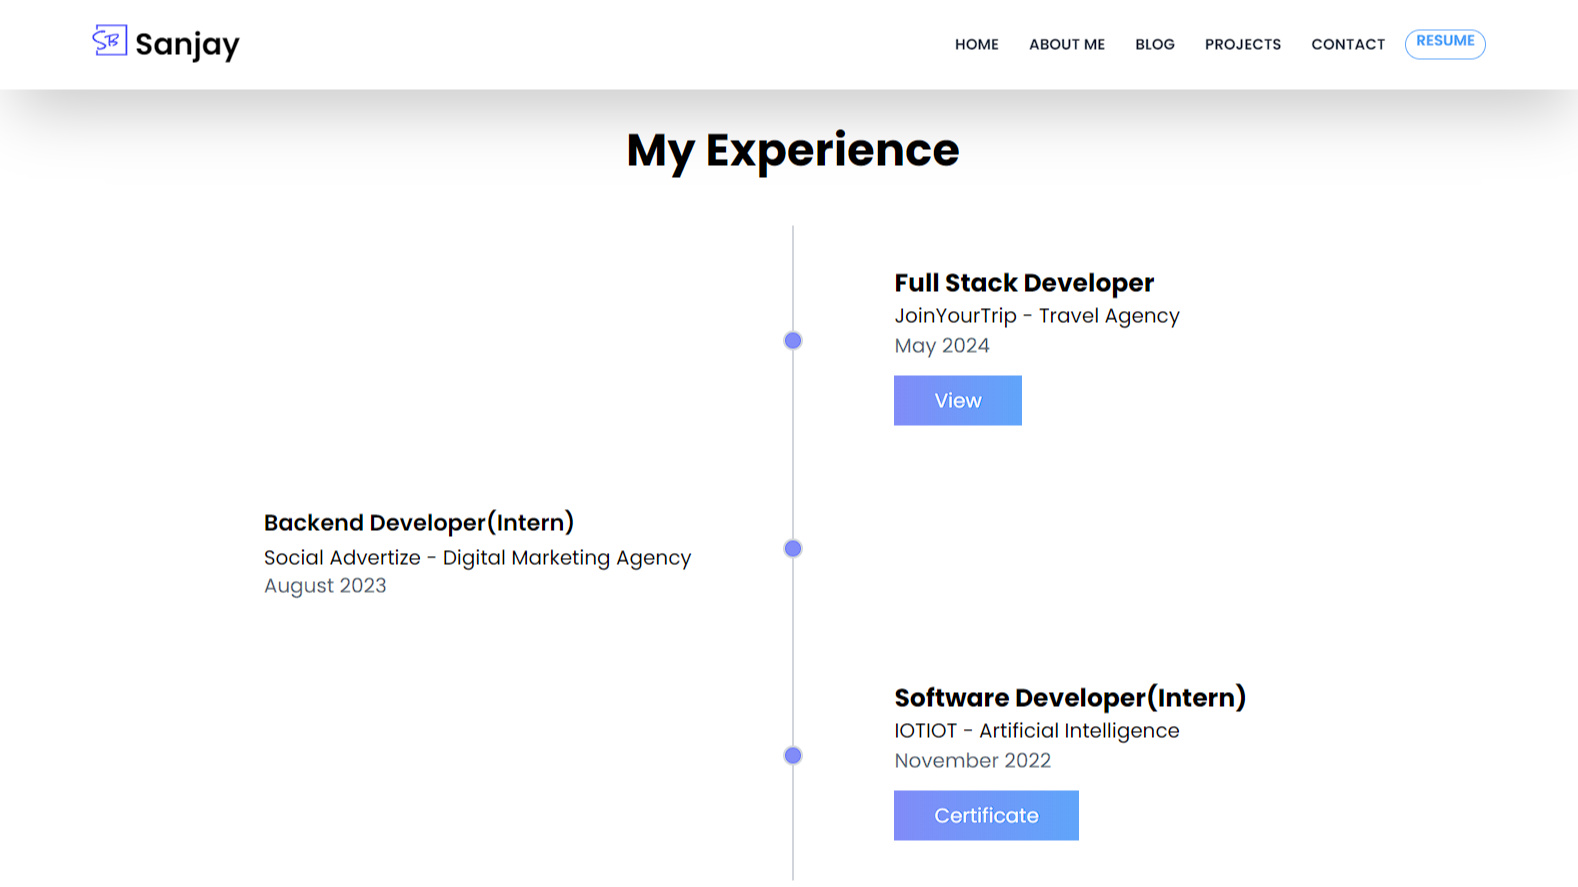 SB Sanjay
HOME ABOUT ME BLOG PROJECTS CONTACT RESUME
My Experience
Full Stack Developer
JoinYourTrip - Travel Agency
May 2024
View
Backend Developer(Intern)
Social Advertize - Digital Marketing Agency
August 2023
Software Developer(Intern)
IOTIOT - Artificial Intelligence
November 2022
Certificate